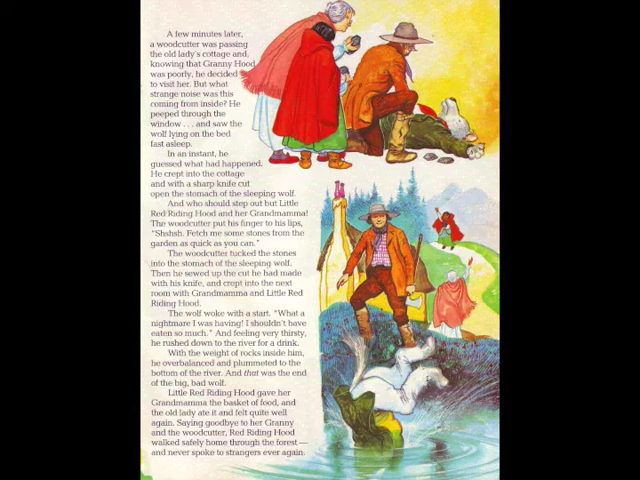 A few minutes later,
a woodcutter was passing
the old lady's cottage and,
knowing that Granny Hood
was poorly, he decided
to visit her. But what
strange noise was this
coming from inside? He
peeped through the
window . . . and saw the
wolf lying on the bed
fast asleep.
In an instant, he
guessed what had happened.
He crept into the cottage
and with a sharp knife cut
open the stomach of the sleeping wolf.
And who should step out but Little
Red Riding Hood and her Grandmamma!
The woodcutter put his finger to his lips,
"Shshsh. Fetch me some stones from the
garden as quick as you can."
The woodcutter tucked the stones
into the stomach of the sleeping wolf.
Then he sewed up the cut he had made
with his knife, and crept into the next
room with Grandmamma and Little Red
Riding Hood.
The wolf woke with a start. "What a
nightmare I was having! I shouldn't have
eaten so much." And feeling very thirsty,
he rushed down to the river for a drink.
With the weight of rocks inside him,
he overbalanced and plummeted to the
bottom of the river. And that was the end
of the big, bad wolf.
Little Red Riding Hood gave her
Grandmamma the basket of food, and
the old lady ate it and felt quite well
again. Saying goodbye to her Granny
and the woodcutter, Red Riding Hood
walked safely home through the forest —
and never spoke to strangers ever again.